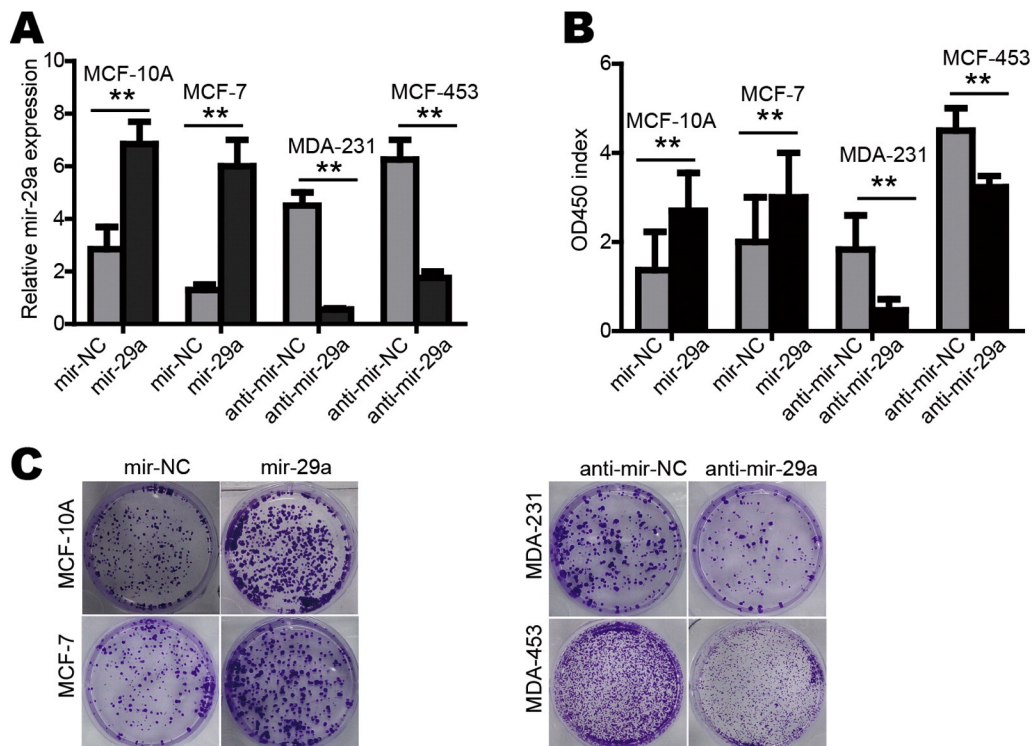 A
Relative mir-29a expression
10
8
6
4
2
0
MCF-10A
**
MCF-7
**
MDA-231
**
MCF-453
**
mir-NC
mir-29a
mir-NC
mir-29a
anti-mir-NC
anti-mir-29a
anti-mir-NC
anti-mir-29a
B
OD450 index
6
4
2
0
MCF-10A
**
MCF-7
**
MDA-231
**
MCF-453
**
mir-NC
mir-29a
mir-NC
mir-29a
anti-mir-NC
anti-mir-29a
anti-mir-NC
anti-mir-29a
C
mir-NC mir-29a
MCF-10A
MCF-7
anti-mir-NC anti-mir-29a
MDA-231
MDA-453